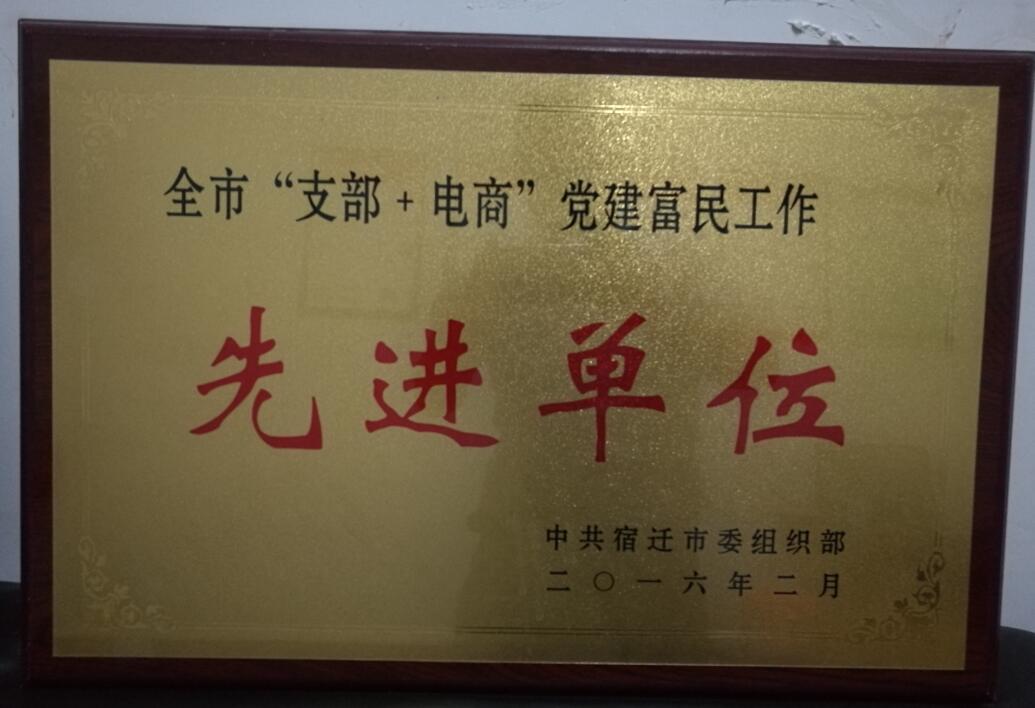 全市“支部+电商”党建富民工作
先进单位
中共宿迁市委组织部
二〇一六年二月